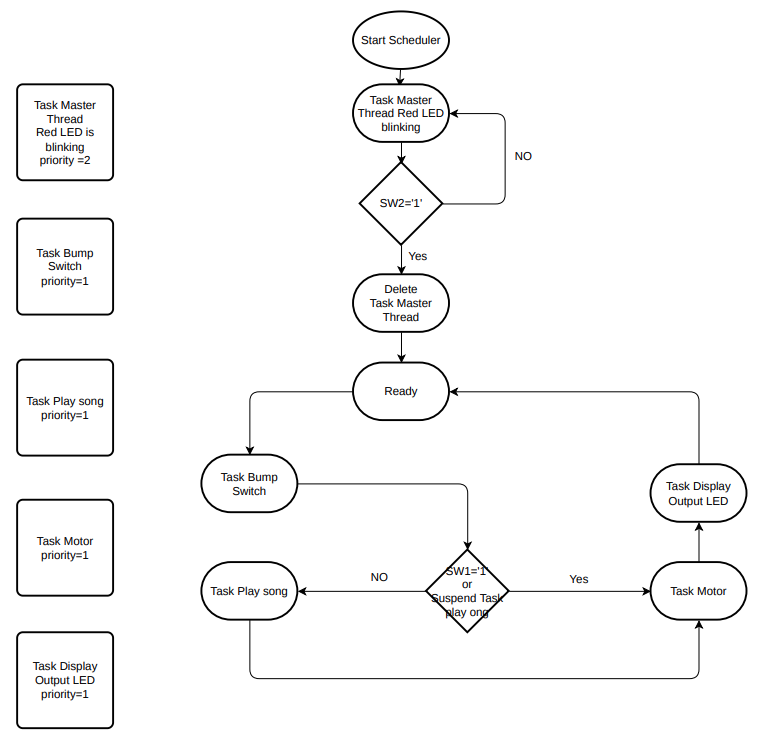 Start Scheduler
Task Master
Thread
Red LED is
blinking
priority =2
Task Master
Thread Red LED
blinking
NO
SW2='1'
Task Bump
Switch
priority=1
Yes
Delete
Task Master
Thread
Task Play song
priority=1
Ready
Task Bump
Switch
Task Display
Output LED
Task Motor
priority=1
SW1='1'
or
Suspend Task
play ong
NO
Yes
Task Play song
Task Motor
Task Display
Output LED
priority=1